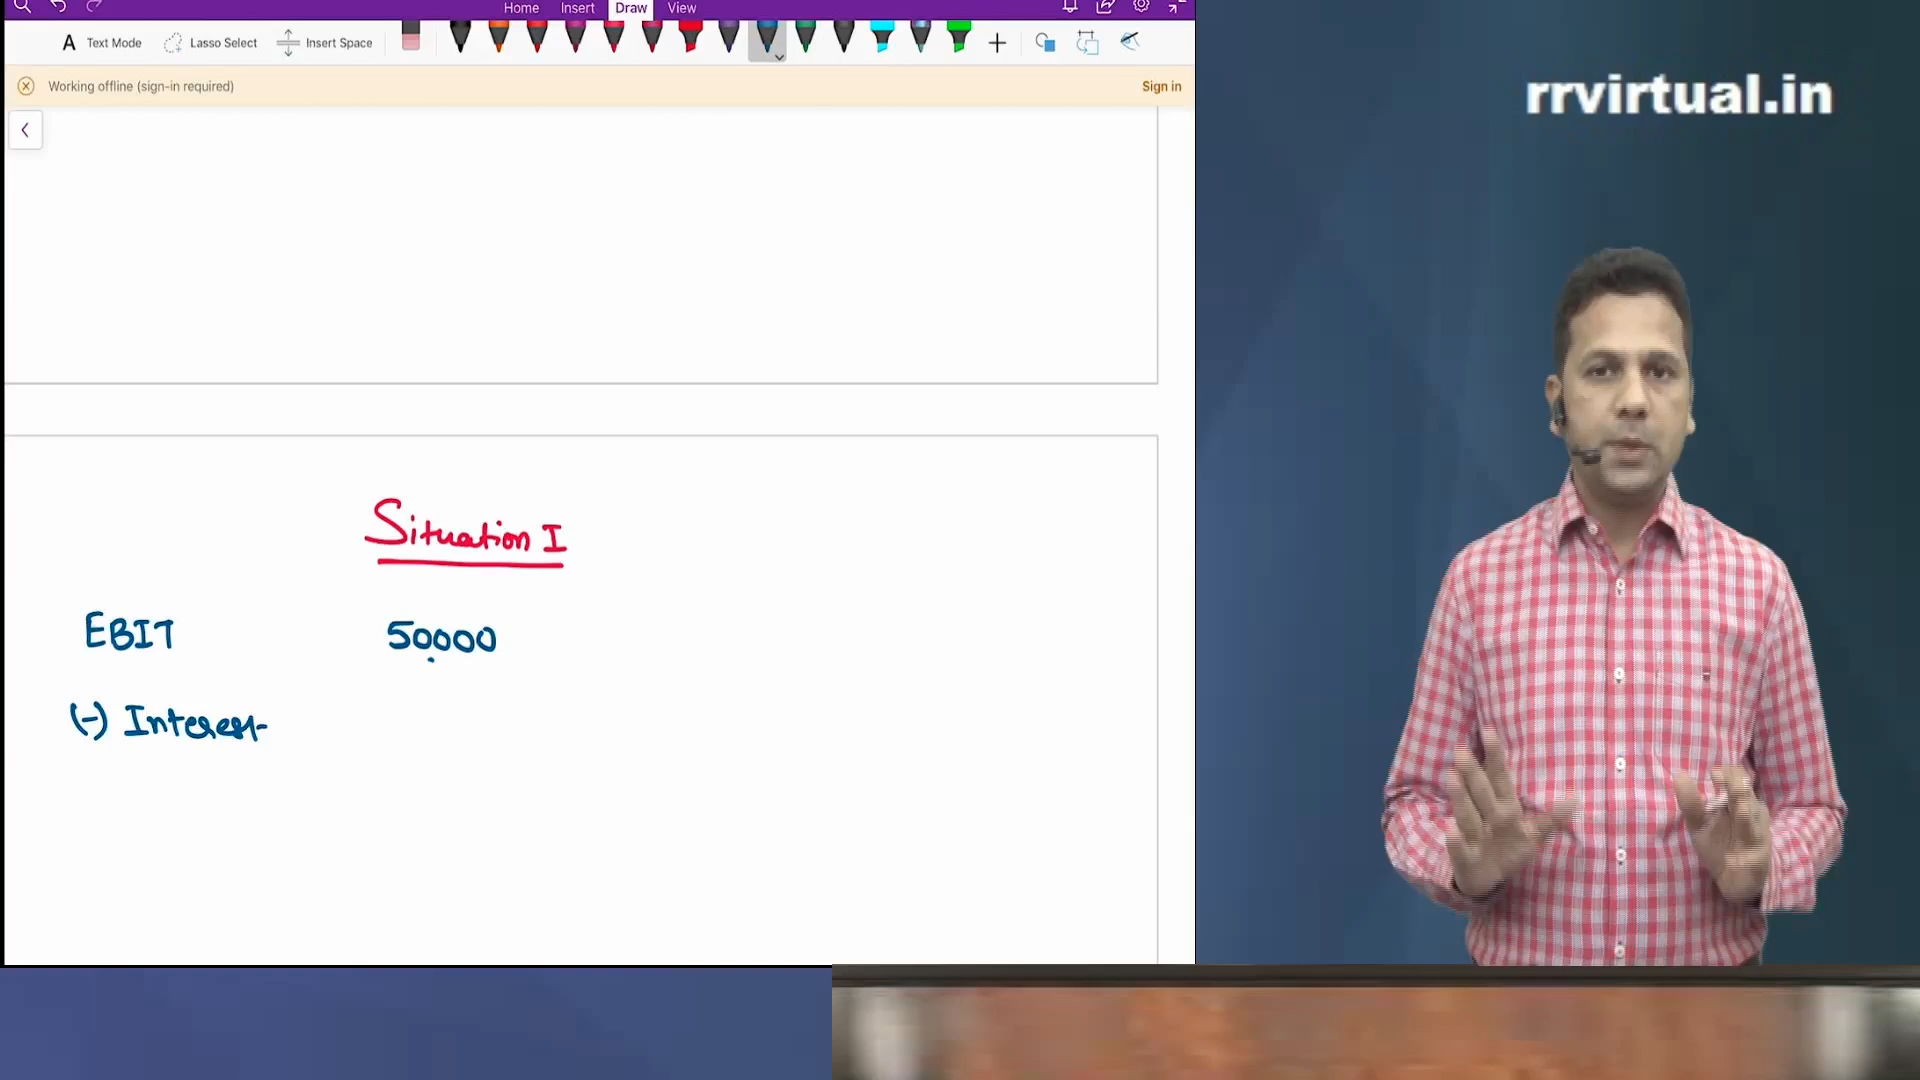 Home Insert Draw View
Text Mode Lasso Select Insert Space
Working offline (sign-in required) Sign in
rrvirtual.in
Situation I
EBIT 50000
(-) Interest